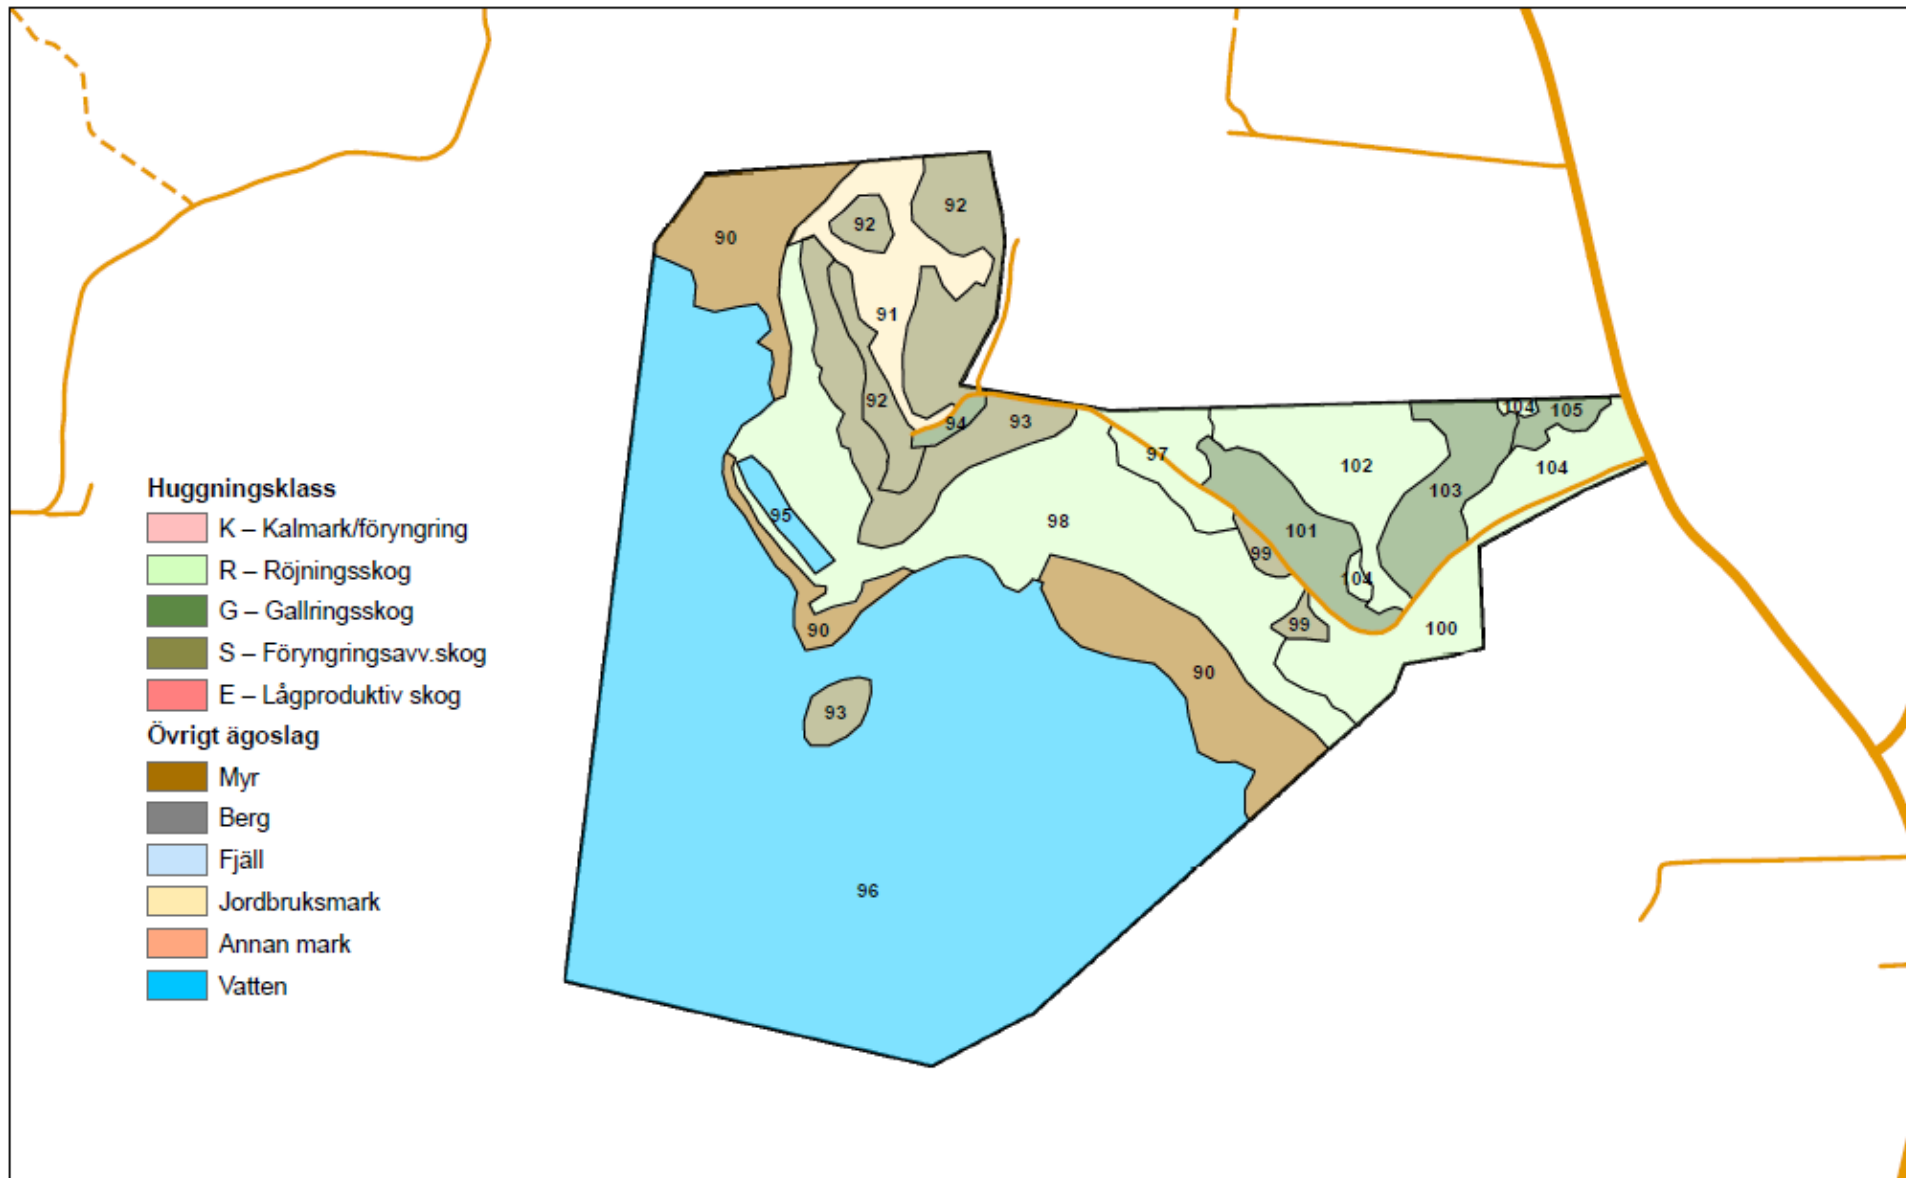 92
92
90
91
92
94
93
104
105
97
102
104
103
Huggningsklass
K – Kalmark/föryngring
R – Röjningsskog
G – Gallringsskog
S – Föryngringsavv.skog
E – Lågproduktiv skog
Övrigt ägoslag
Myr
Berg
Fjäll
Jordbruksmark
Annan mark
Vatten
95
98
101
99
104
90
99
100
90
93
96